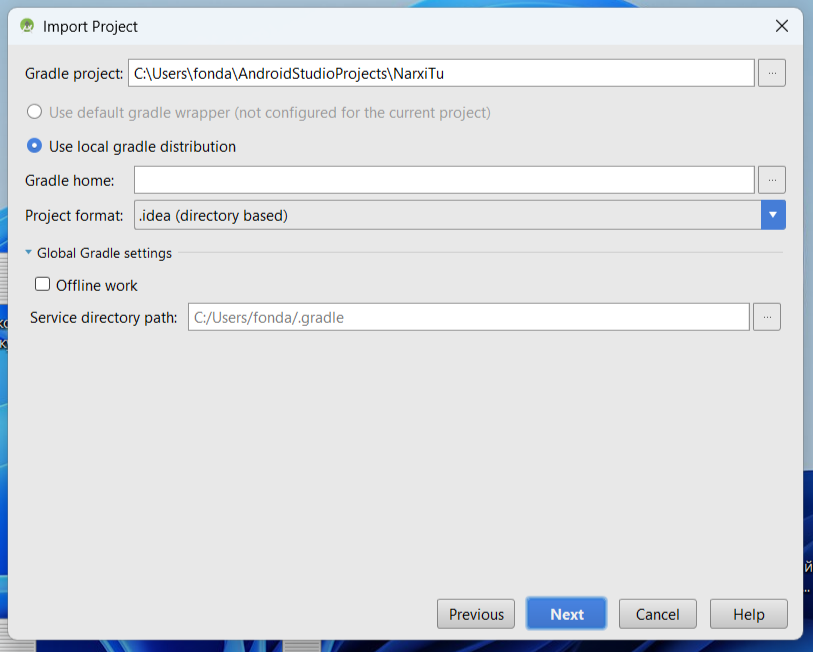 Import Project
Gradle project: C:\Users\fonda\AndroidStudioProjects\NarxiTu ...
Use default gradle wrapper (not configured for the current project)
Use local gradle distribution
Gradle home: ...
Project format: .idea (directory based)
Global Gradle settings
Offline work
Service directory path: C:/Users/fonda/.gradle ...
Previous Next Cancel Help